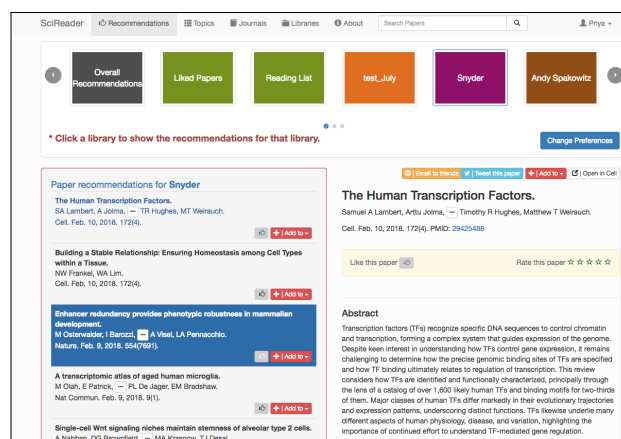 SciReader Recommendations Topics Journals Libraries About Search Papers Priya
Overall
Recommendations
Liked Papers
Reading List
test_July
Snyder
Andy Spakowitz
* Click a library to show the recommendations for that library.
Change Preferences
Paper recommendations for Snyder
The Human Transcription Factors.
SA Lambert, A Jolma, ••• TR Hughes, MT Weirauch.
Cell. Feb. 10, 2018. 172(4).
+ | Add to
Building a Stable Relationship: Ensuring Homeostasis among Cell Types
within a Tissue.
NW Frankel, WA Lim.
Cell. Feb. 10, 2018. 172(4).
+ | Add to
Enhancer redundancy provides phenotypic robustness in mammalian
development.
M Osterwalder, I Barozzi, ••• A Visel, LA Pennacchio.
Nature. Feb. 9, 2018. 554(7691).
+ | Add to
A transcriptomic atlas of aged human microglia.
M Olah, E Patrick, ••• PL De Jager, EM Bradshaw.
Nat Commun. Feb. 9, 2018. 9(1).
+ | Add to
Single-cell Wnt signaling niches maintain stemness of alveolar type 2 cells.
A Nabhan, DG Brownfield, ••• MA Krasnow, TJ Desai.
| Email to friends | Tweet this paper + | Add to | Open in Cell
The Human Transcription Factors.
Samuel A Lambert, Arttu Jolma, ••• Timothy R Hughes, Matthew T Weirauch.
Cell. Feb. 10, 2018. 172(4). PMID: 29425488
Like this paper Rate this paper ☆ ☆ ☆ ☆ ☆
Abstract
Transcription factors (TFs) recognize specific DNA sequences to control chromatin
and transcription, forming a complex system that guides expression of the genome.
Despite keen interest in understanding how TFs control gene expression, it remains
challenging to determine how the precise genomic binding sites of TFs are specified
and how TF binding ultimately relates to regulation of transcription. This review
considers how TFs are identified and functionally characterized, principally through
the lens of a catalog of over 1,600 likely human TFs and binding motifs for two-thirds
of them. Major classes of human TFs differ markedly in their evolutionary trajectories
and expression patterns, underscoring distinct functions. TFs likewise underlie many
different aspects of human physiology, disease, and variation, highlighting the
importance of continued effort to understand TF-mediated gene regulation.